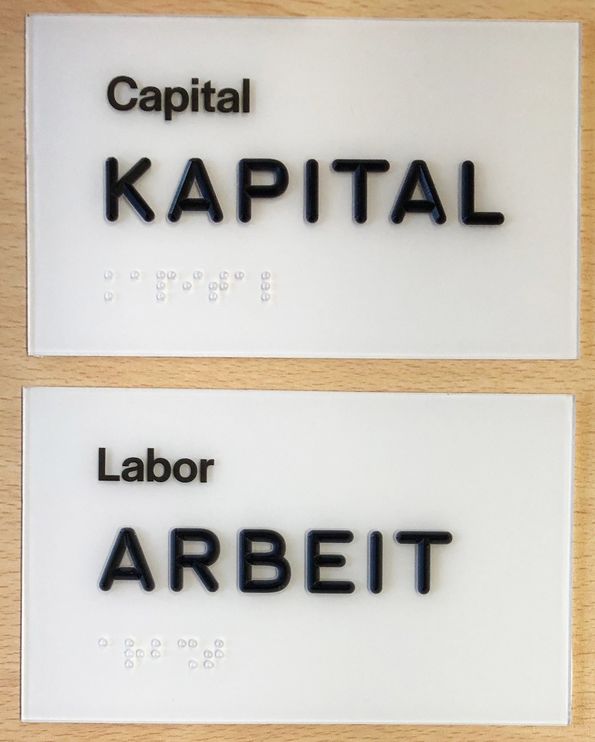 Capital
KAPITAL
⠅⠁⠏⠊⠞⠁⠇
Labor
ARBEIT
⠁⠗⠃⠩⠞